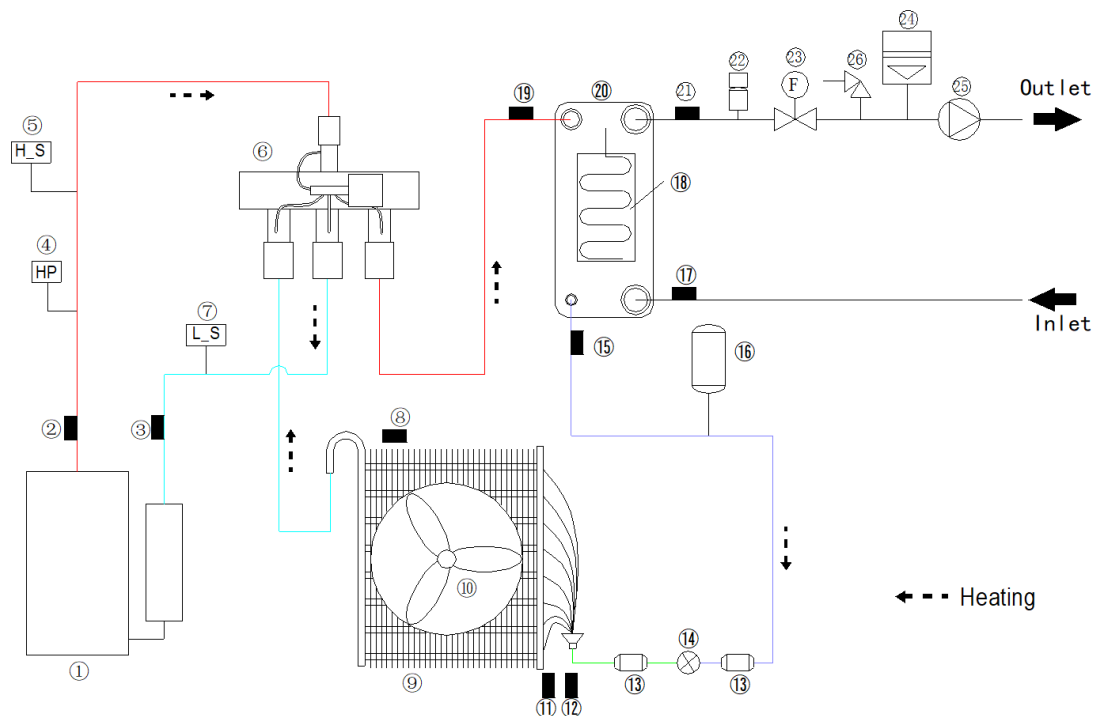 ㉔
㉒ ㉓ ㉖
Outlet
⑲ ⑳ ㉑ F ㉕
⑤
H_S
⑥
⑱
④
HP
⑰
⑦
L_S
Inlet
⑮ ⑯
② ③ ⑧
⑩
Heating
⑭
① ⑨ ⑬ ⑬
⑪ ⑫